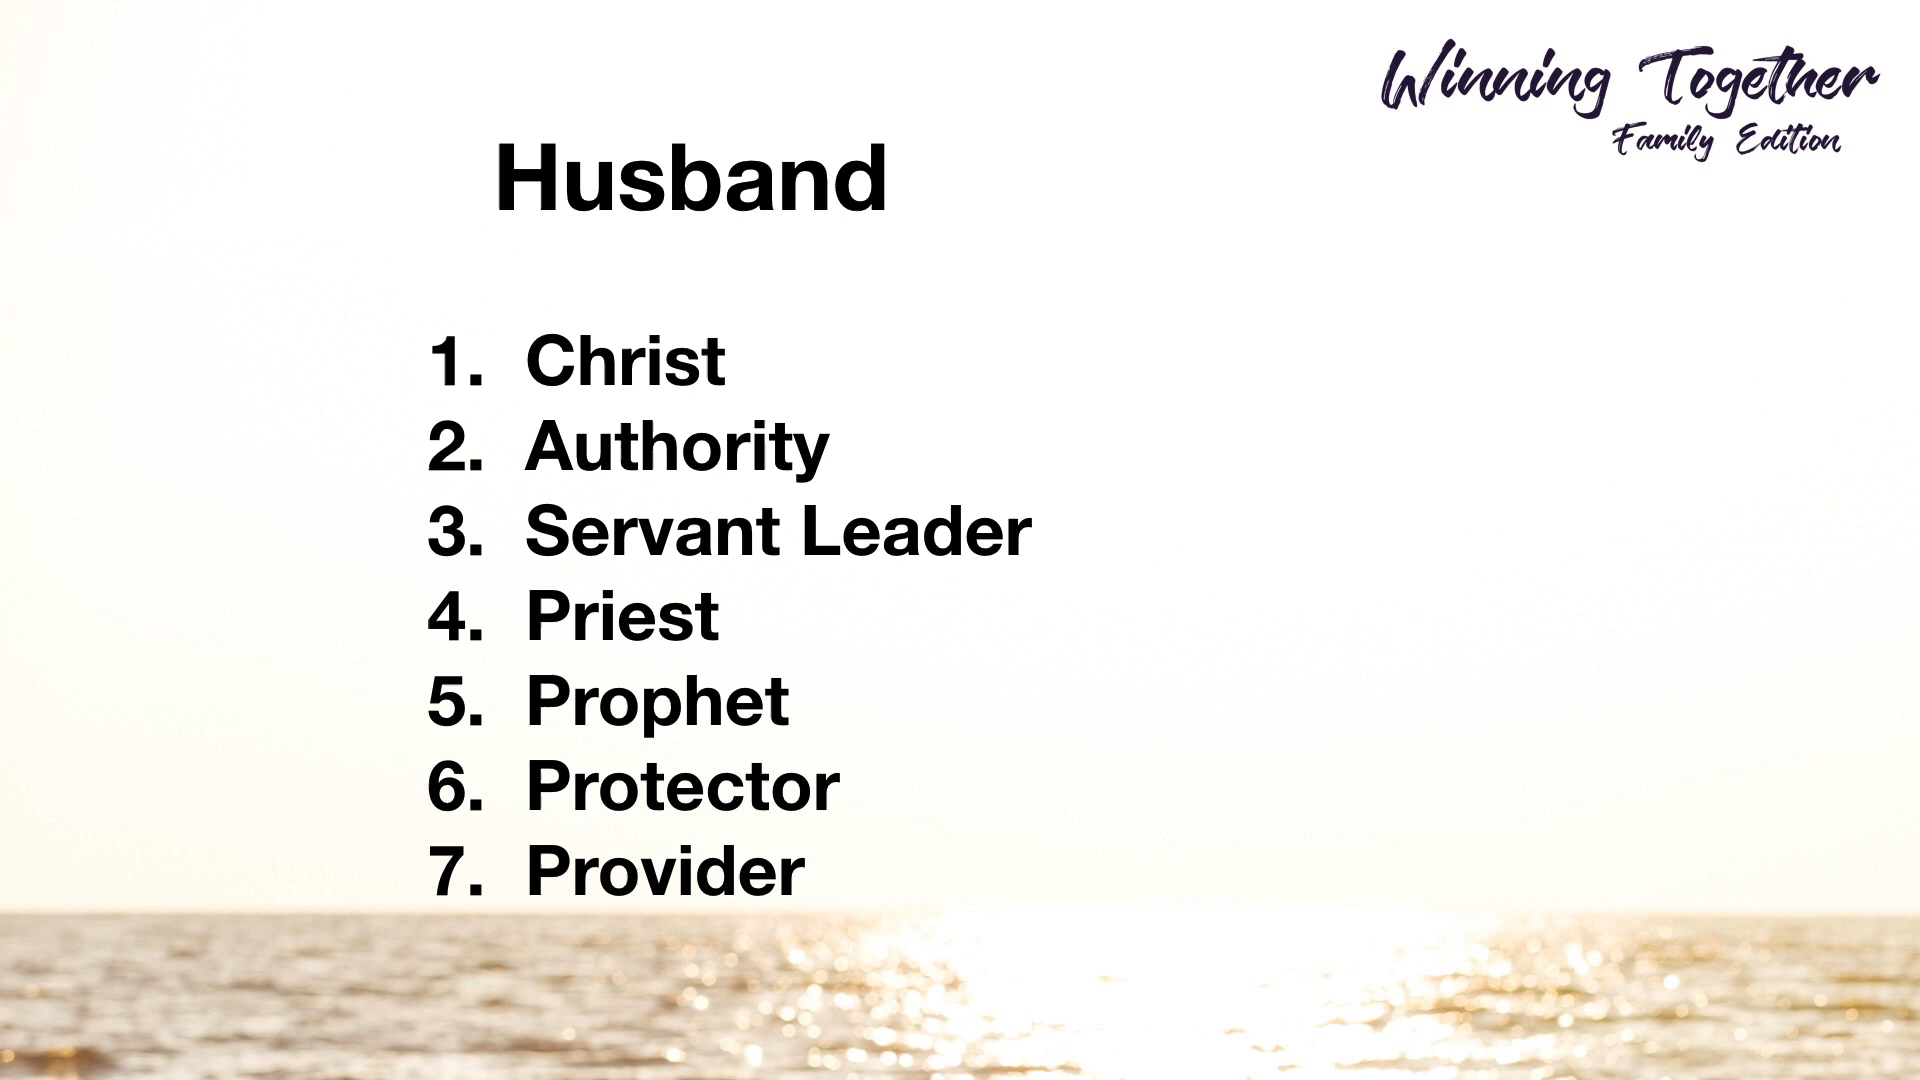 Winning Together
Family Edition
Husband
1. Christ
2. Authority
3. Servant Leader
4. Priest
5. Prophet
6. Protector
7. Provider